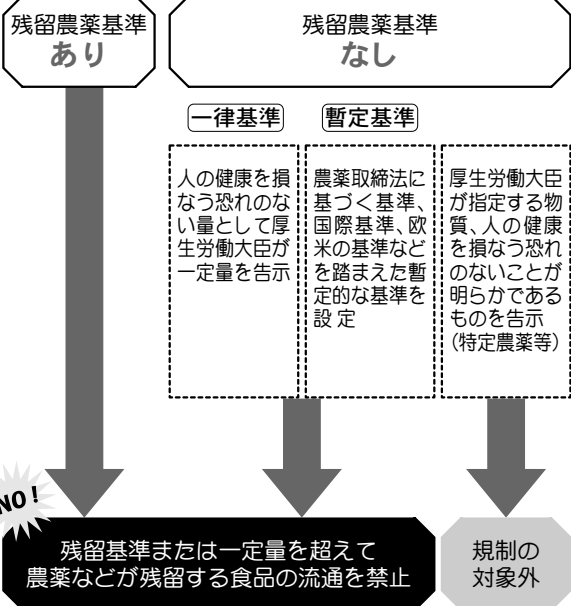 残留農薬基準
あり
残留農薬基準
なし
一律基準
暫定基準
人の健康を損
なう恐れのな
い量として厚
生労働大臣が
一定量を告示
農薬取締法に
基づく基準、
国際基準、欧
米の基準など
を踏まえた暫
定的な基準を
設 定
厚生労働大臣
が指定する物
質、人の健康
を損なう恐れ
のないことが
明らかである
ものを告示
（特定農薬等）
NO！
残留基準または一定量を超えて
農薬などが残留する食品の流通を禁止
規制の
対象外